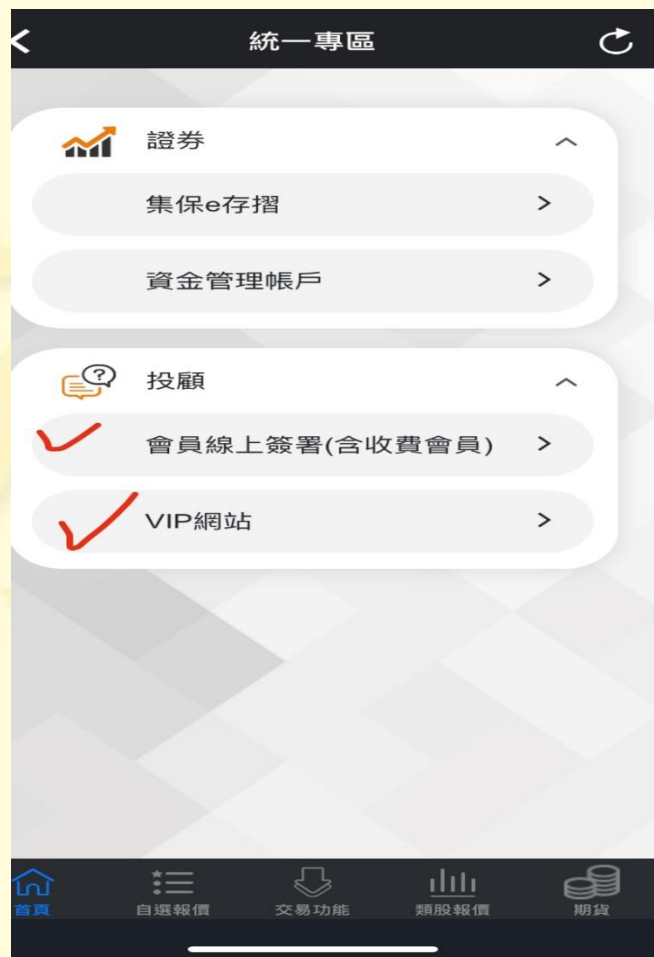 統一專區
證券
集保e存摺
資金管理帳戶
投顧
會員線上簽署(含收費會員)
VIP網站
首頁 自選報價 交易功能 類股報價 期貨